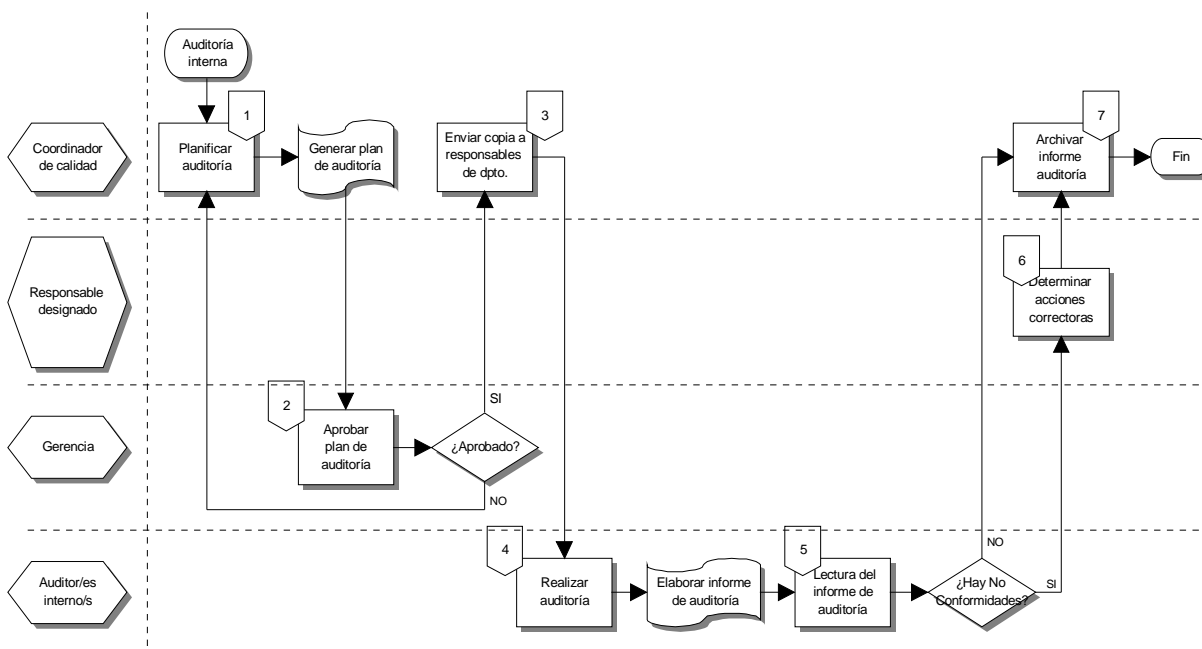 Auditoría
interna
1
3
7
Coordinador
de calidad
Planificar
auditoría
Generar plan
de auditoría
Enviar copia a
responsables
de dpto.
Archivar
informe
auditoría
Fin
6
Responsable
designado
Determinar
acciones
correctoras
2
SI
Gerencia
Aprobar
plan de
auditoría
¿Aprobado?
NO
4
5
NO
Auditor/es
interno/s
Realizar
auditoría
Elaborar informe
de auditoría
Lectura del
informe de
auditoría
¿Hay No
Conformidades?
SI